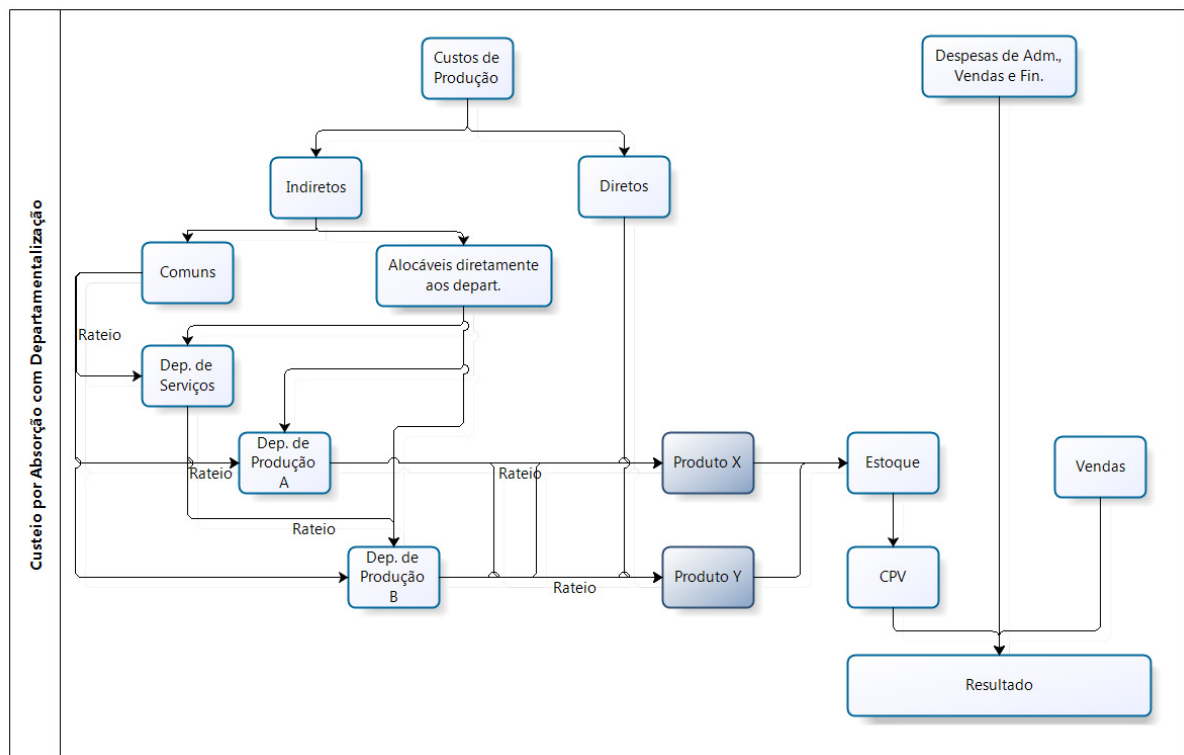 Custeio por Absorção com Departamentalização
Custos de
Produção
Despesas de Adm.,
Vendas e Fin.
Indiretos
Diretos
Comuns
Alocáveis diretamente
aos depart.
Rateio
Dep. de
Serviços
Dep. de
Produção
A
Rateio
Rateio
Produto X
Estoque
Vendas
Rateio
Dep. de
Produção
B
Rateio
Produto Y
CPV
Resultado